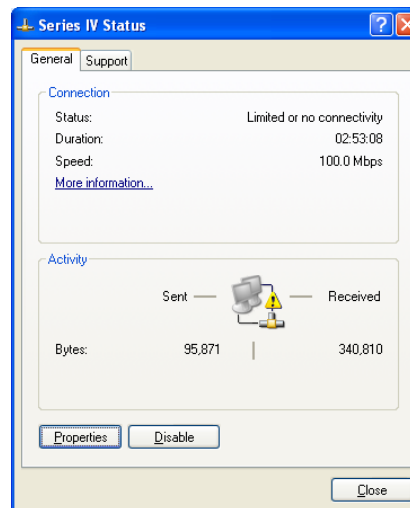 Series IV Status
General Support
Connection
Status: Limited or no connectivity
Duration: 02:53:08
Speed: 100.0 Mbps
More information...
Activity
Sent Received
Bytes: 95,871 340,810
Properties Disable
Close